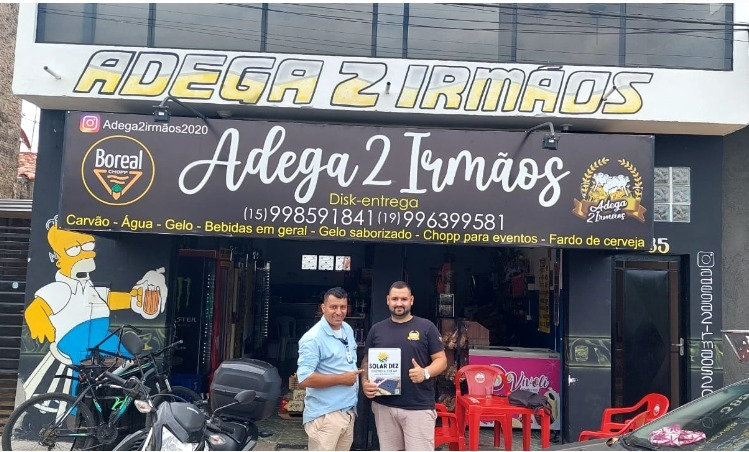 ADEGA 2 IRMÃOS
Adega2irmãos2020
Boreal
CHOPP
Adega 2 Irmãos
Disk-entrega
(15)998591841 (19)996399581
Carvão - Água - Gelo - Bebidas em geral - Gelo saborizado - Chopp para eventos - Fardo de cerveja
Adega
2 Irmãos
35
SOLAR DEZ